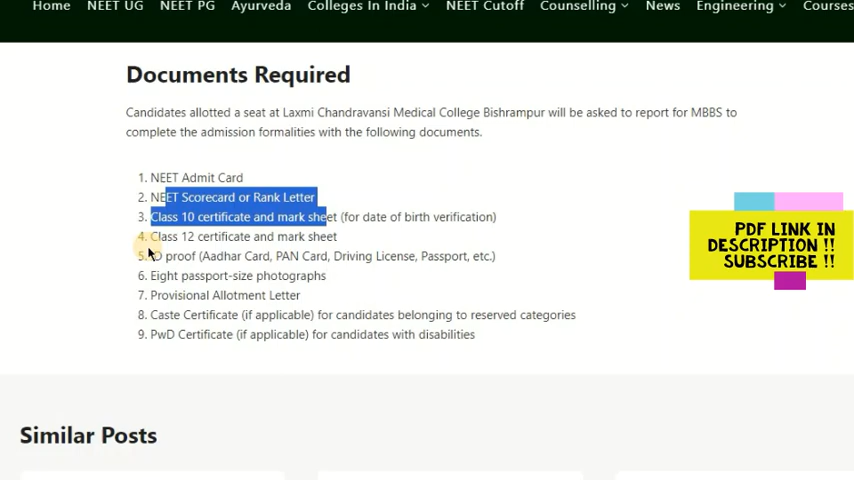 Home NEET UG NEET PG Ayurveda Colleges In India NEET Cutoff Counselling News Engineering Courses
Documents Required
Candidates allotted a seat at Laxmi Chandravansi Medical College Bishrampur will be asked to report for MBBS to
complete the admission formalities with the following documents.
1. NEET Admit Card
2. NEET Scorecard or Rank Letter
3. Class 10 certificate and mark sheet (for date of birth verification)
4. Class 12 certificate and mark sheet
5. ID proof (Aadhar Card, PAN Card, Driving License, Passport, etc.)
6. Eight passport-size photographs
7. Provisional Allotment Letter
8. Caste Certificate (if applicable) for candidates belonging to reserved categories
9. PwD Certificate (if applicable) for candidates with disabilities
PDF LINK IN
DESCRIPTION !!
SUBSCRIBE !!
Similar Posts